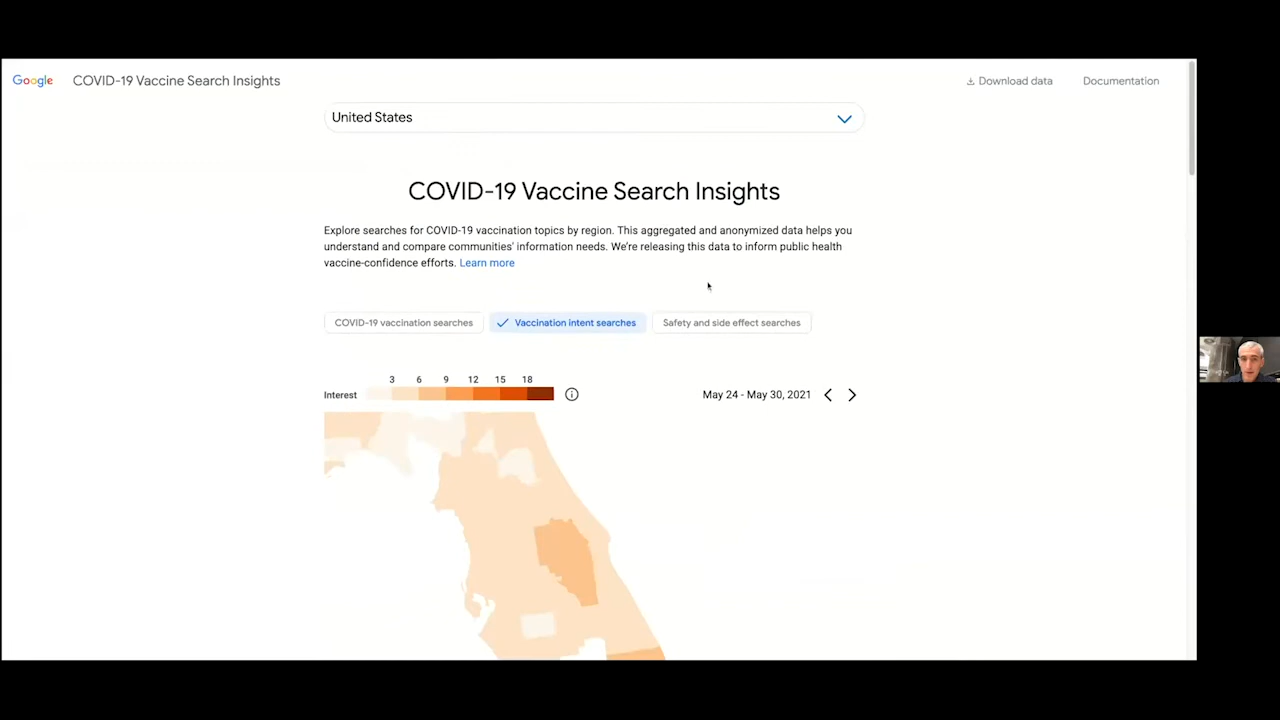 Google COVID-19 Vaccine Search Insights Download data Documentation
United States
COVID-19 Vaccine Search Insights
Explore searches for COVID-19 vaccination topics by region. This aggregated and anonymized data helps you
understand and compare communities' information needs. We're releasing this data to inform public health
vaccine-confidence efforts. Learn more
COVID-19 vaccination searches Vaccination intent searches Safety and side effect searches
3 6 9 12 15 18
Interest May 24 - May 30, 2021